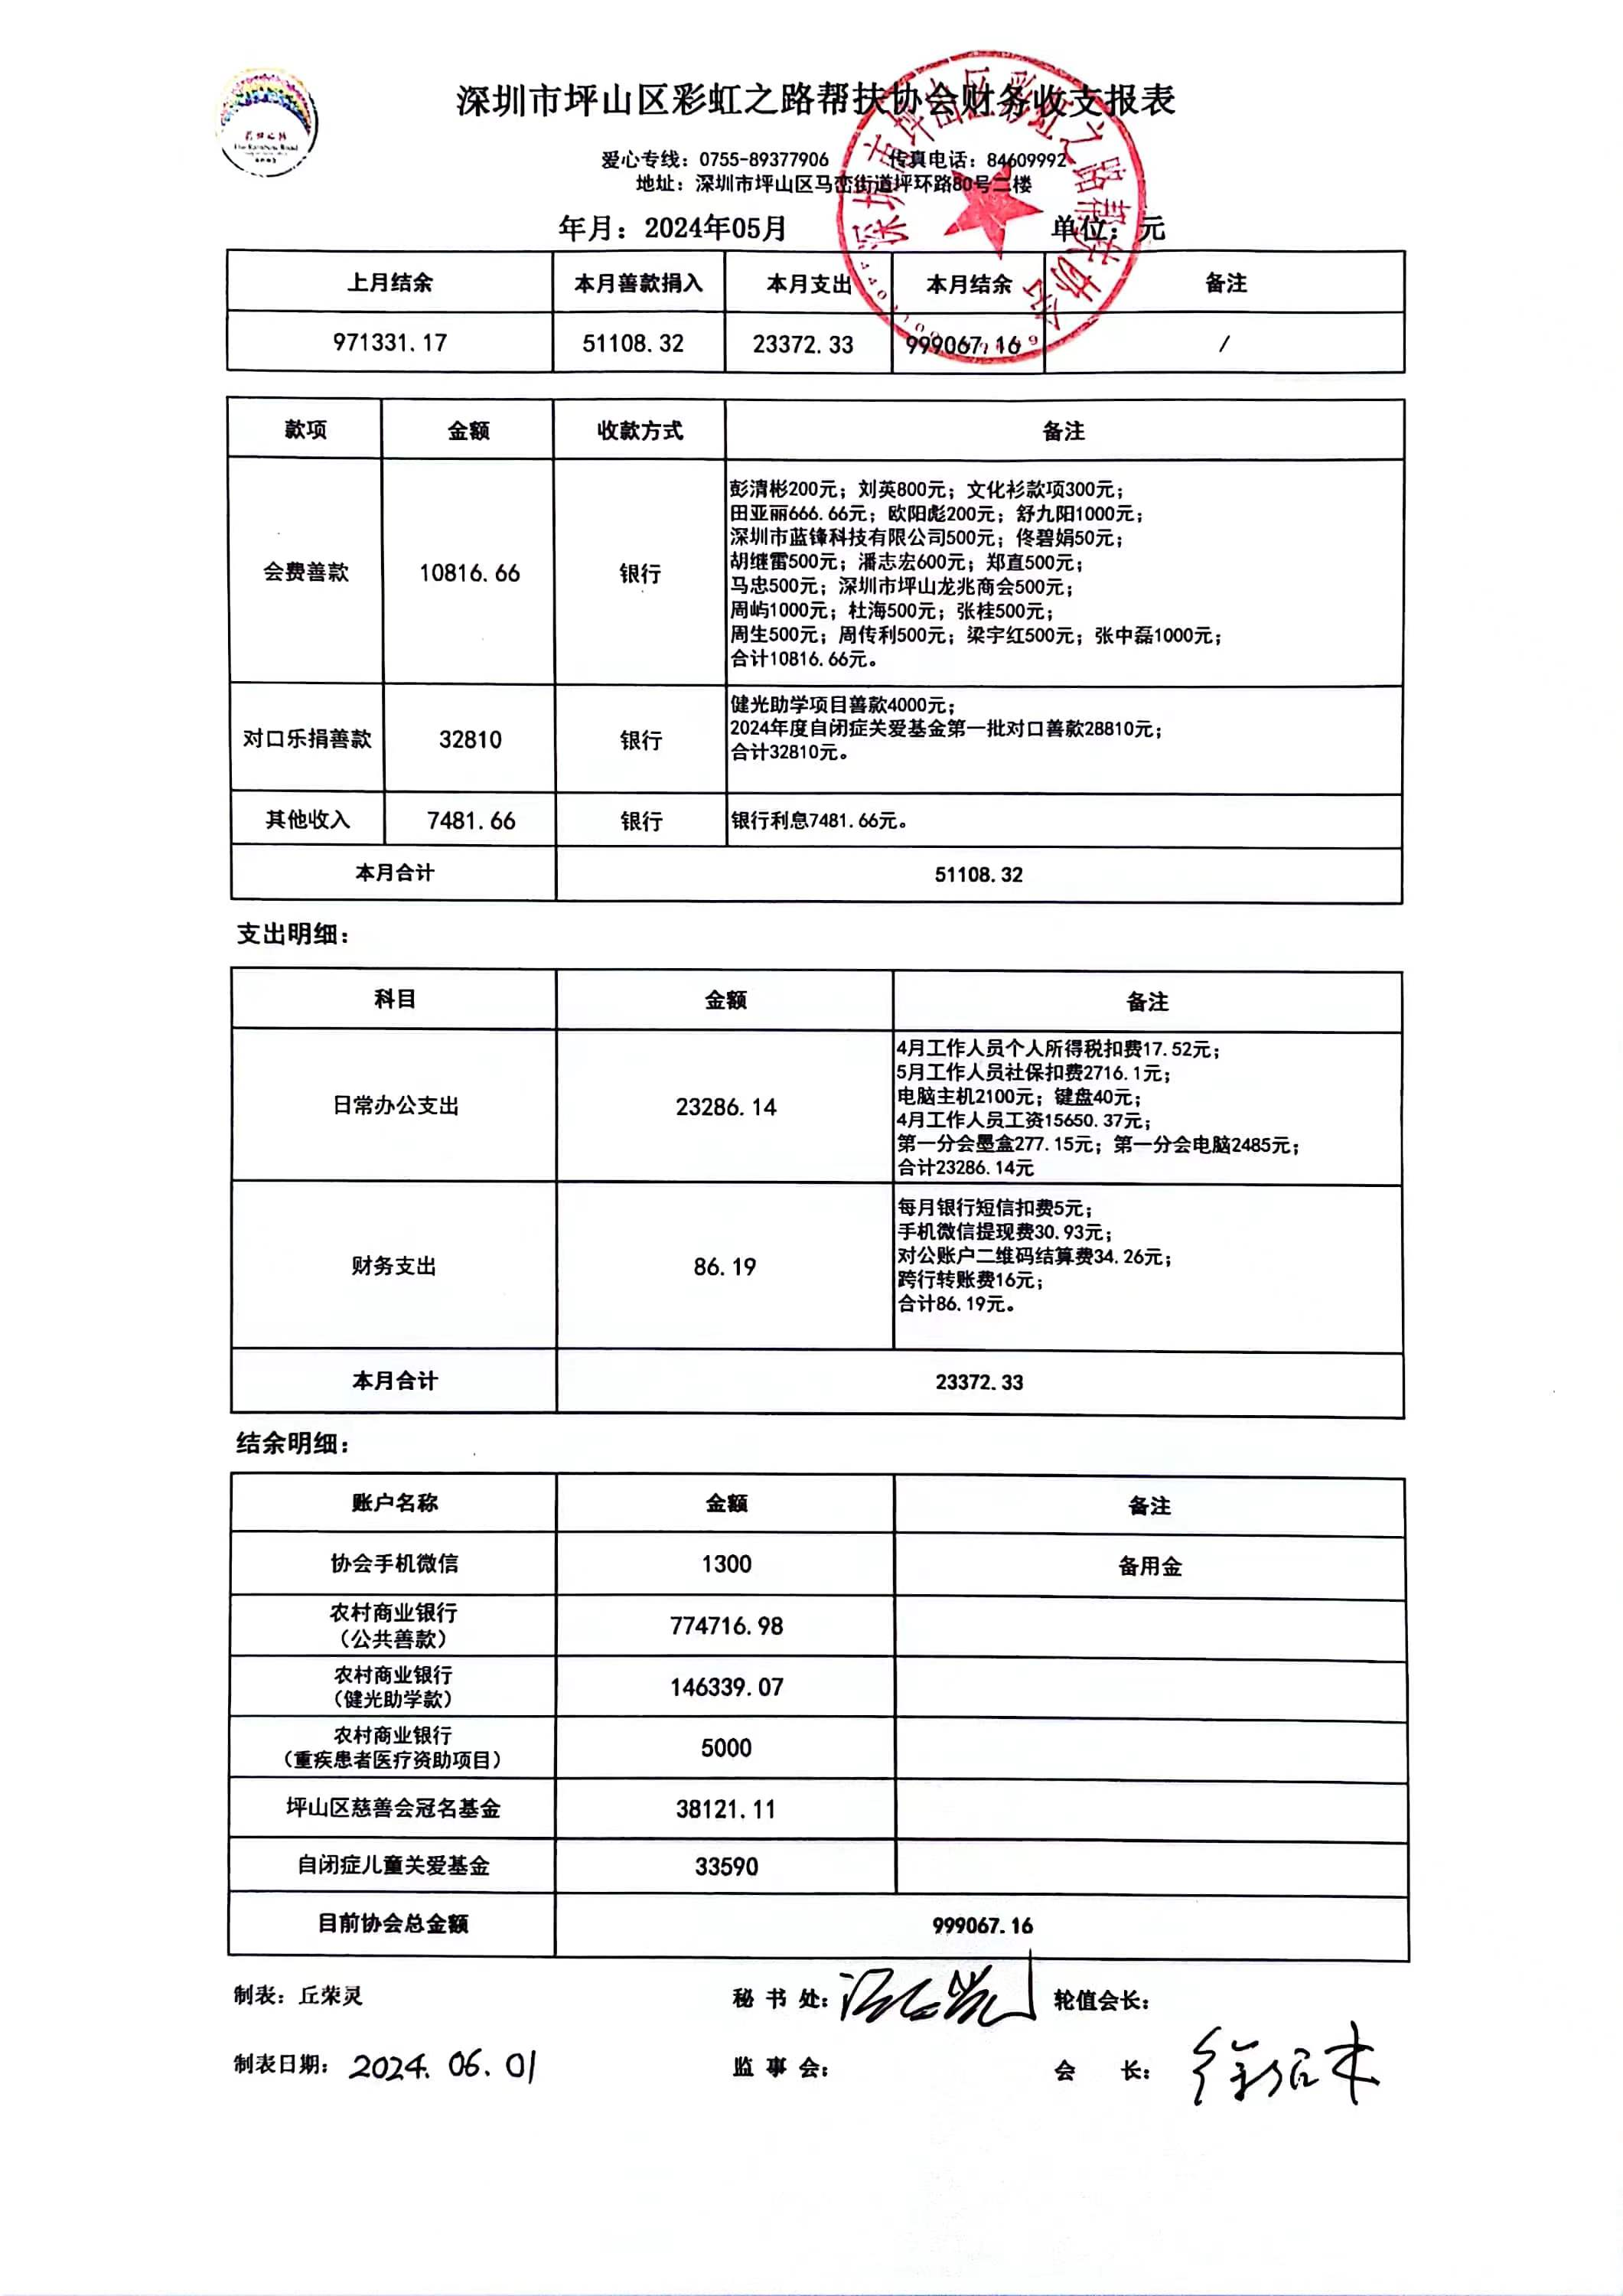 深圳市坪山区彩虹之路帮扶协会财务收支报表
爱心专线：0755-89377906 传真电话：84609992
地址：深圳市坪山区马峦街道坪环路80号二楼
年月：2024年05月 单位：元
上月结余 本月善款捐入 本月支出 本月结余 备注
971331.17 51108.32 23372.33 999067.16 /
款项 金额 收款方式 备注
会费善款 10816.66 银行
彭清彬200元；刘英800元；文化衫款项300元；
田亚丽666.66元；欧阳彪200元；舒九阳1000元；
深圳市蓝锋科技有限公司500元；佟碧娟50元；
胡继雷500元；潘志宏600元；郑直500元；
马忠500元；深圳市坪山龙兆商会500元；
周屿1000元；杜海500元；张桂500元；
周生500元；周传利500元；梁宇红500元；张中磊1000元；
合计10816.66元。
对口乐捐善款 32810 银行
健光助学项目善款4000元；
2024年度自闭症关爱基金第一批对口善款28810元；
合计32810元。
其他收入 7481.66 银行 银行利息7481.66元。
本月合计 51108.32
支出明细：
科目 金额 备注
日常办公支出 23286.14
4月工作人员个人所得税扣费17.52元；
5月工作人员社保扣费2716.1元；
电脑主机2100元；键盘40元；
4月工作人员工资15650.37元；
第一分会墨盒277.15元；第一分会电脑2485元；
合计23286.14元
财务支出 86.19
每月银行短信扣费5元；
手机微信提现费30.93元；
对公账户二维码结算费34.26元；
跨行转账费16元；
合计86.19元。
本月合计 23372.33
结余明细：
账户名称 金额 备注
协会手机微信 1300 备用金
农村商业银行
（公共善款） 774716.98
农村商业银行
（健光助学款） 146339.07
农村商业银行
（重疾患者医疗资助项目） 5000
坪山区慈善会冠名基金 38121.11
自闭症儿童关爱基金 33590
目前协会总金额 999067.16
制表：丘荣灵 秘 书 处： 轮值会长：
制表日期：2024.06.01 监 事 会： 会 长：
深圳市坪山区彩虹之路帮扶协会